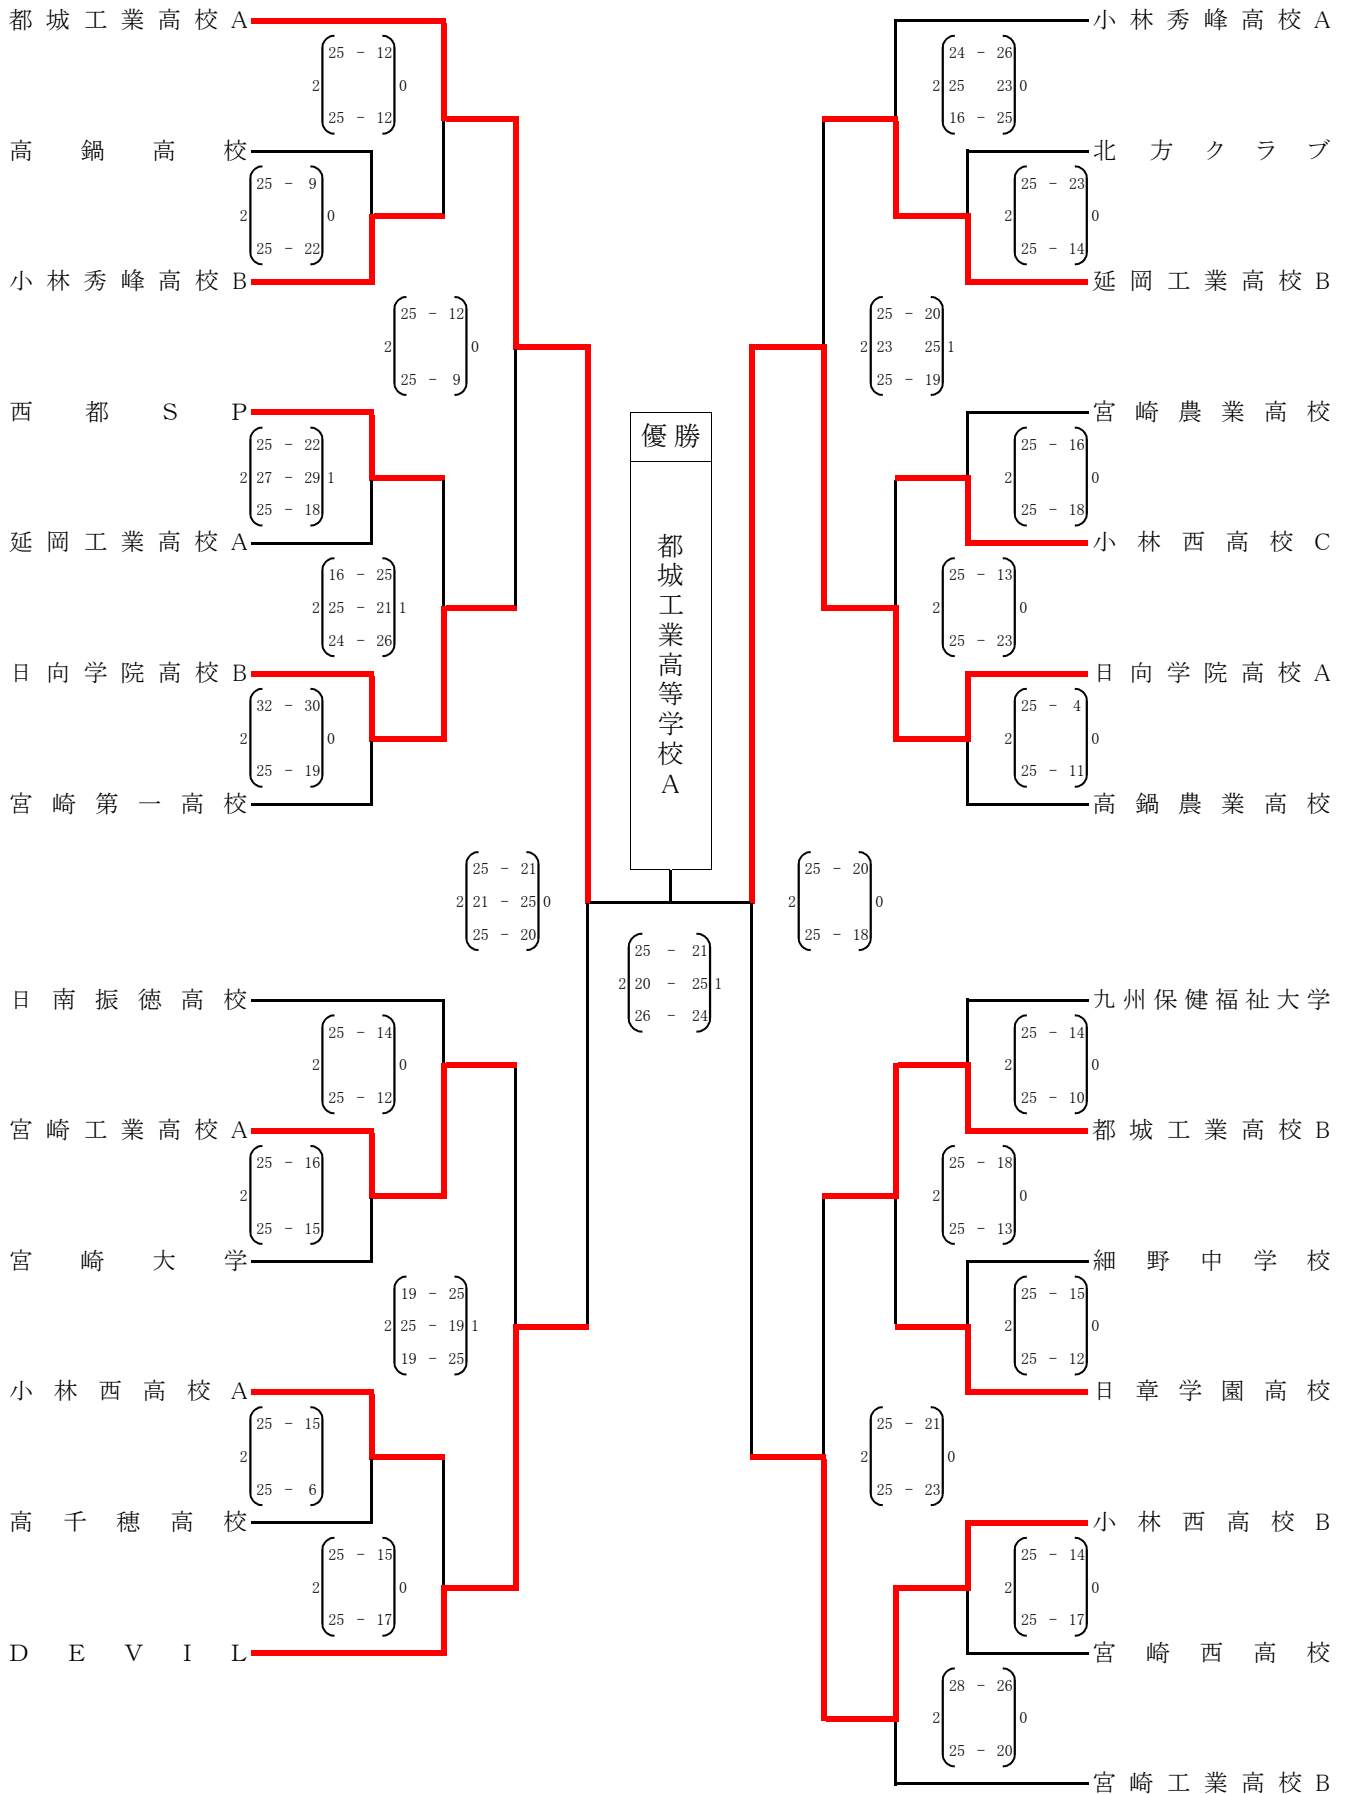 都城工業高校A
25 - 12
2 0
25 - 12
高鍋高校
25 - 9
2 0
25 - 22
小林秀峰高校B
25 - 12
2 0
25 - 9
西都SP
25 - 22
2 27 - 29 1
25 - 18
延岡工業高校A
16 - 25
2 25 - 21 1
24 - 26
日向学院高校B
32 - 30
2 0
25 - 19
宮崎第一高校
25 - 21
2 21 - 25 0
25 - 20
日南振徳高校
25 - 14
2 0
25 - 12
宮崎工業高校A
25 - 16
2
25 - 15
宮崎大学
19 - 25
2 25 - 19 1
19 - 25
小林西高校A
25 - 15
2
25 - 6
高千穂高校
25 - 15
2 0
25 - 17
DEVIL
優勝
都城工業高等学校A
25 - 21
2 20 - 25 1
26 - 24
小林秀峰高校A
24 - 26
2 25 23 0
16 - 25
北方クラブ
25 - 23
2 0
25 - 14
延岡工業高校B
25 - 20
2 23 25 1
25 - 19
宮崎農業高校
25 - 16
2 0
25 - 18
小林西高校C
25 - 13
2 0
25 - 23
日向学院高校A
25 - 4
2 0
25 - 11
高鍋農業高校
25 - 20
2 0
25 - 18
九州保健福祉大学
25 - 14
2 0
25 - 10
都城工業高校B
25 - 18
2 0
25 - 13
細野中学校
25 - 15
2 0
25 - 12
日章学園高校
25 - 21
2 0
25 - 23
小林西高校B
25 - 14
2 0
25 - 17
宮崎西高校
28 - 26
2 0
25 - 20
宮崎工業高校B